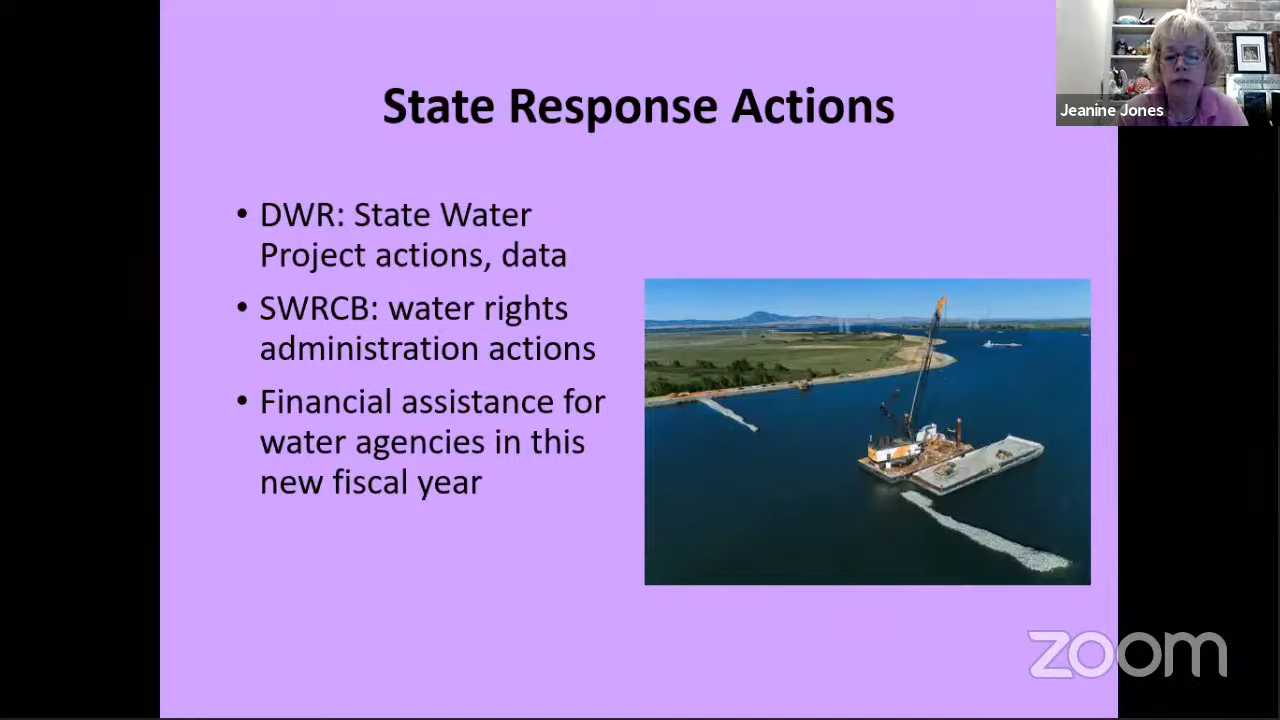 State Response Actions
Jeanine Jones
• DWR: State Water
Project actions, data
• SWRCB: water rights
administration actions
• Financial assistance for
water agencies in this
new fiscal year
zoom